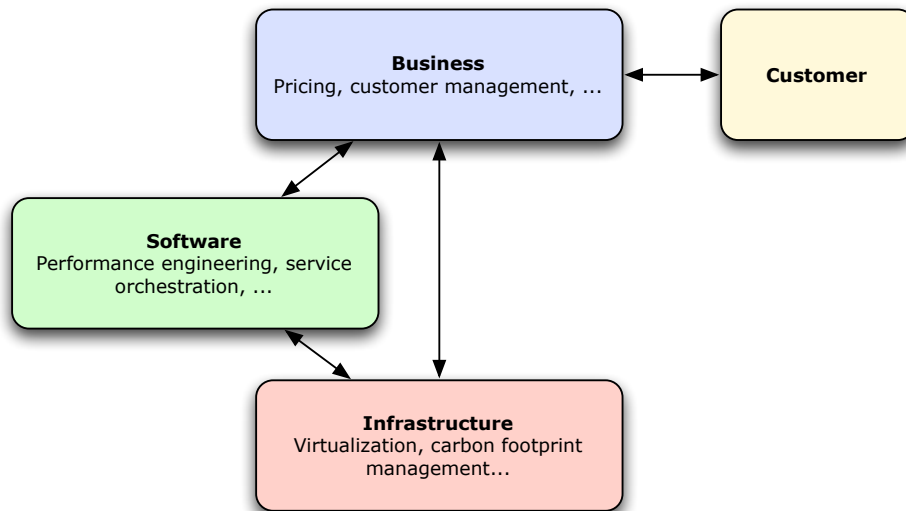 Business
Pricing, customer management, ...
Customer
Software
Performance engineering, service
orchestration, ...
Infrastructure
Virtualization, carbon footprint
management...